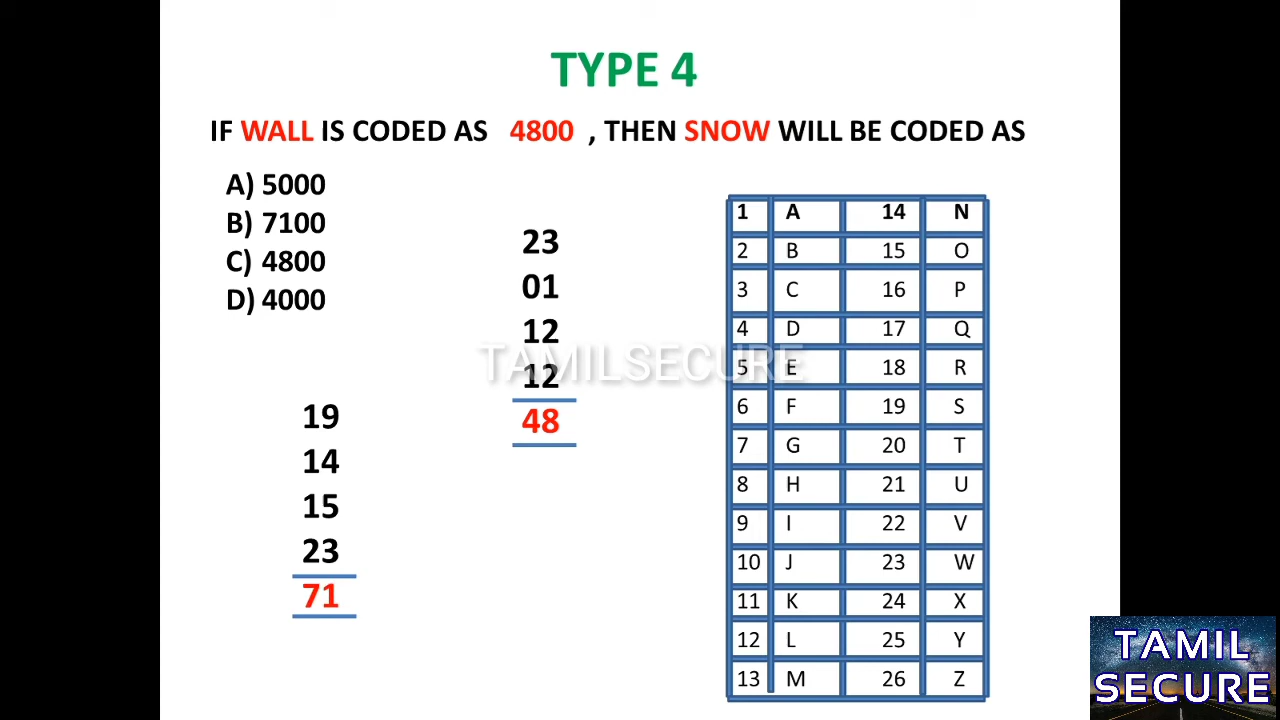 TYPE 4
IF WALL IS CODED AS 4800 , THEN SNOW WILL BE CODED AS
A) 5000
B) 7100
C) 4800
D) 4000
23
01
12
12
48
19
14
15
23
71
1 A 14 N
2 B 15 O
3 C 16 P
4 D 17 Q
5 E 18 R
6 F 19 S
7 G 20 T
8 H 21 U
9 I 22 V
10 J 23 W
11 K 24 X
12 L 25 Y
13 M 26 Z
TAMILSECURE
TAMIL
SECURE